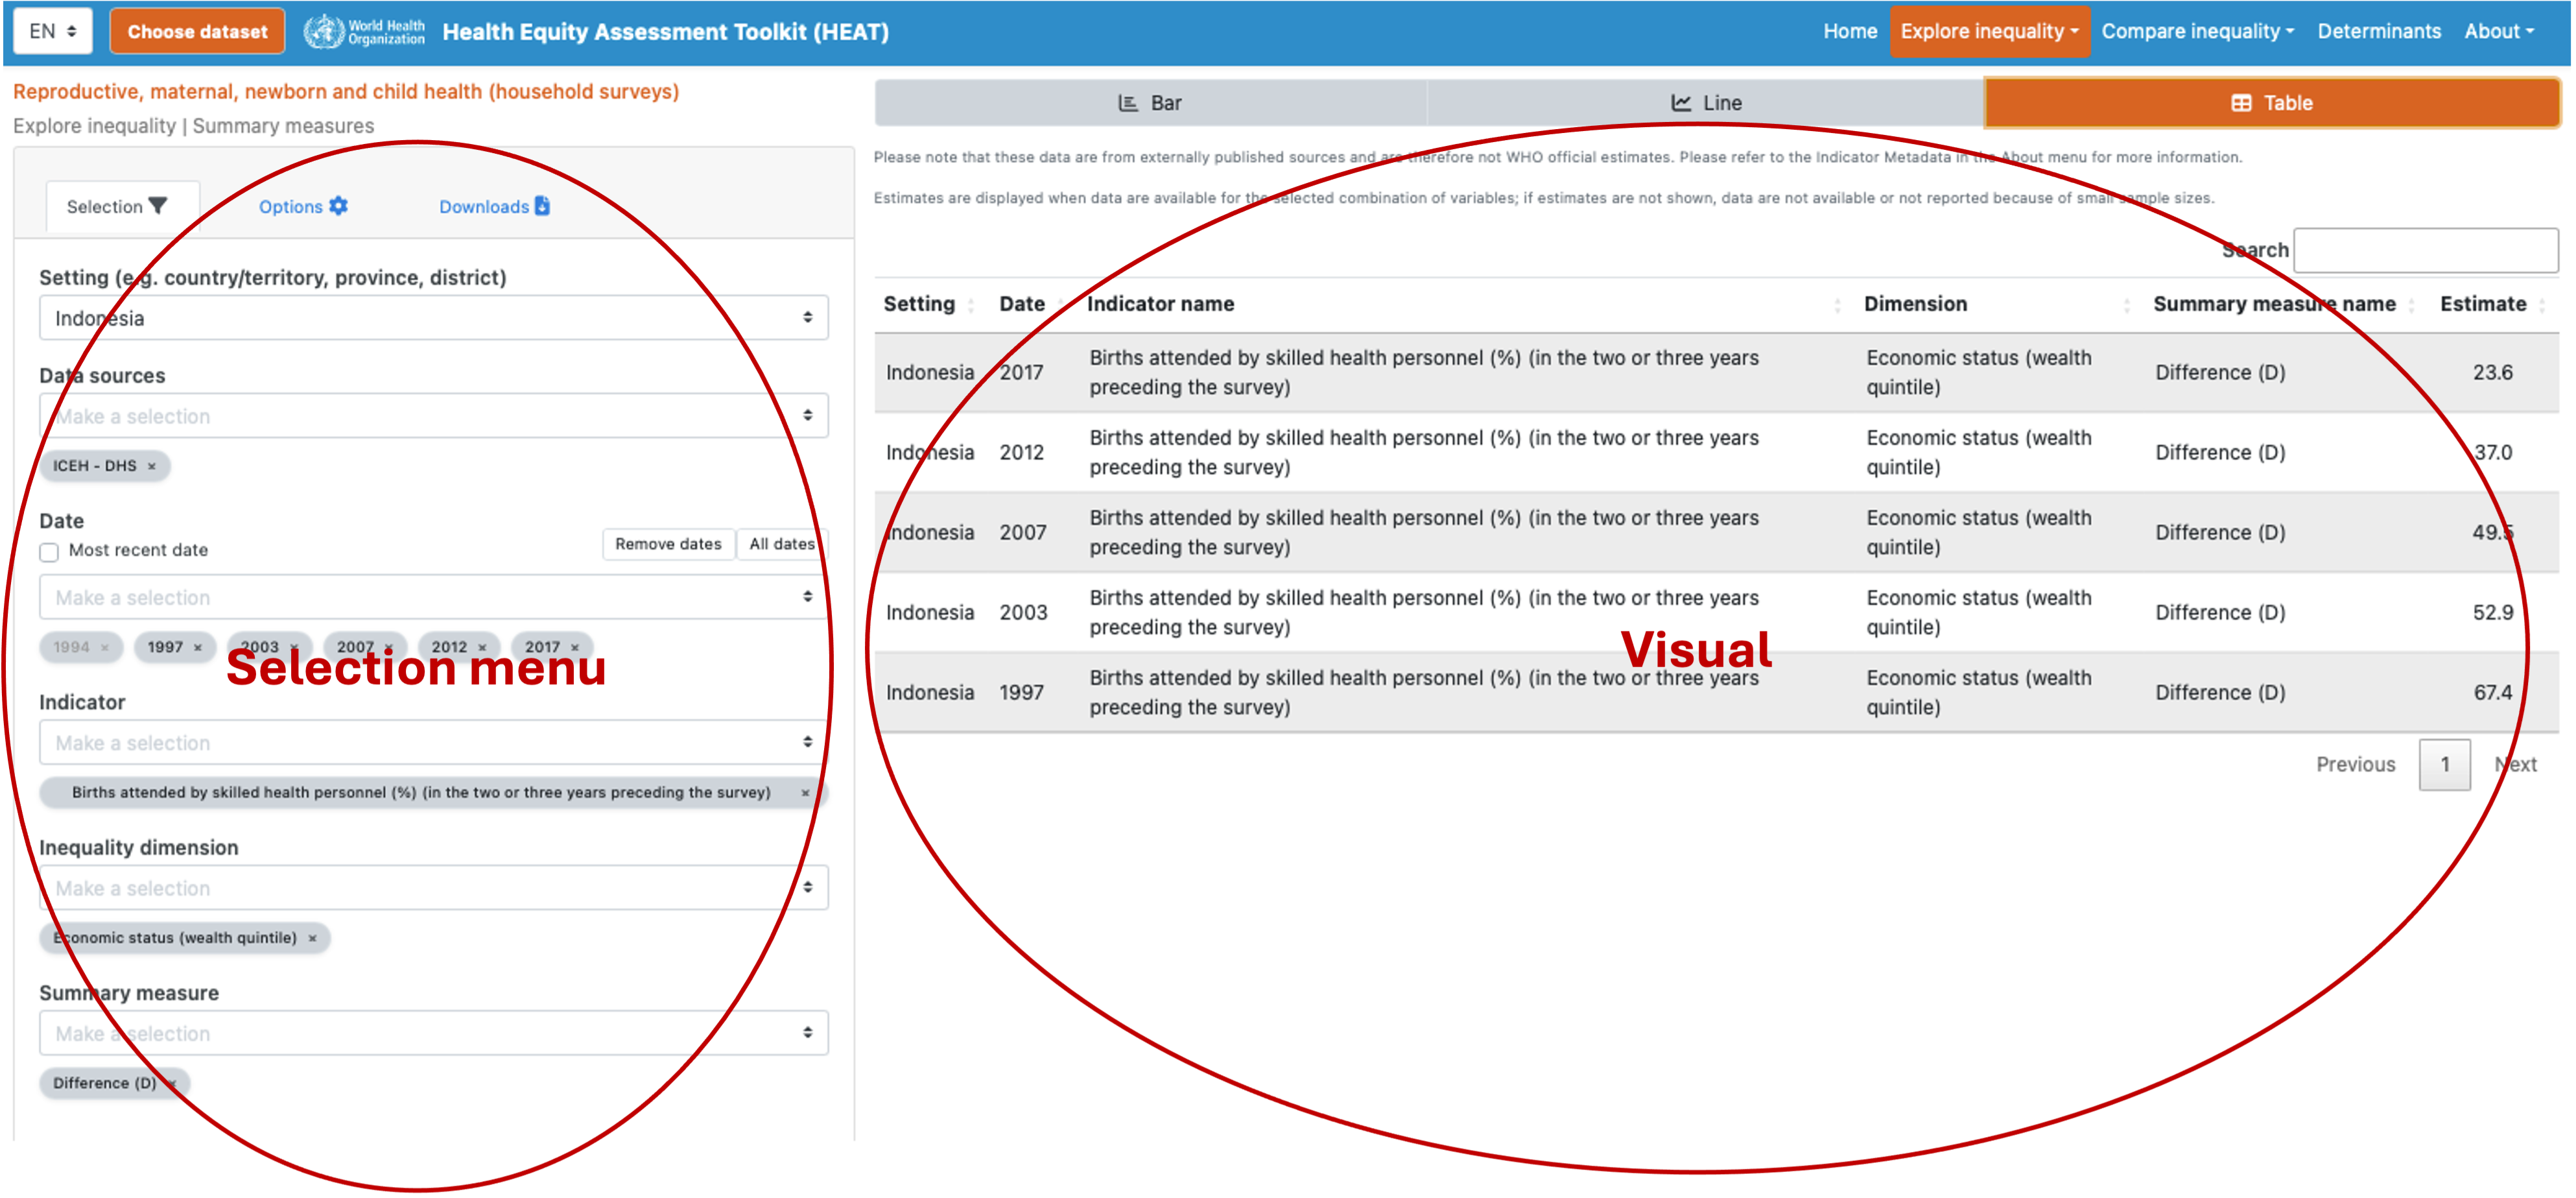 EN
Choose dataset
World Health
Organization
Health Equity Assessment Toolkit (HEAT)
Home
Explore inequality
Compare inequality
Determinants
About
Reproductive, maternal, newborn and child health (household surveys)
Explore inequality | Summary measures
Selection
Options
Downloads
Setting (e.g. country/territory, province, district)
Indonesia
Data sources
Make a selection
ICEH - DHS ×
Date
Most recent date
Remove dates
All dates
Make a selection
1994 × 1997 × 2003 × 2007 × 2012 × 2017 ×
Selection menu
Indicator
Make a selection
Births attended by skilled health personnel (%) (in the two or three years preceding the survey) ×
Inequality dimension
Make a selection
Economic status (wealth quintile) ×
Summary measure
Make a selection
Difference (D) ×
Bar
Line
Table
Please note that these data are from externally published sources and are therefore not WHO official estimates. Please refer to the Indicator Metadata in the About menu for more information.
Estimates are displayed when data are available for the selected combination of variables; if estimates are not shown, data are not available or not reported because of small sample sizes.
Search
Setting Date Indicator name Dimension Summary measure name Estimate
Indonesia 2017 Births attended by skilled health personnel (%) (in the two or three years Economic status (wealth Difference (D) 23.6
preceding the survey) quintile)
Indonesia 2012 Births attended by skilled health personnel (%) (in the two or three years Economic status (wealth Difference (D) 37.0
preceding the survey) quintile)
Indonesia 2007 Births attended by skilled health personnel (%) (in the two or three years Economic status (wealth Difference (D) 49.5
preceding the survey) quintile)
Indonesia 2003 Births attended by skilled health personnel (%) (in the two or three years Economic status (wealth Difference (D) 52.9
preceding the survey) quintile)
Visual
Indonesia 1997 Births attended by skilled health personnel (%) (in the two or three years Economic status (wealth Difference (D) 67.4
preceding the survey) quintile)
Previous 1 Next